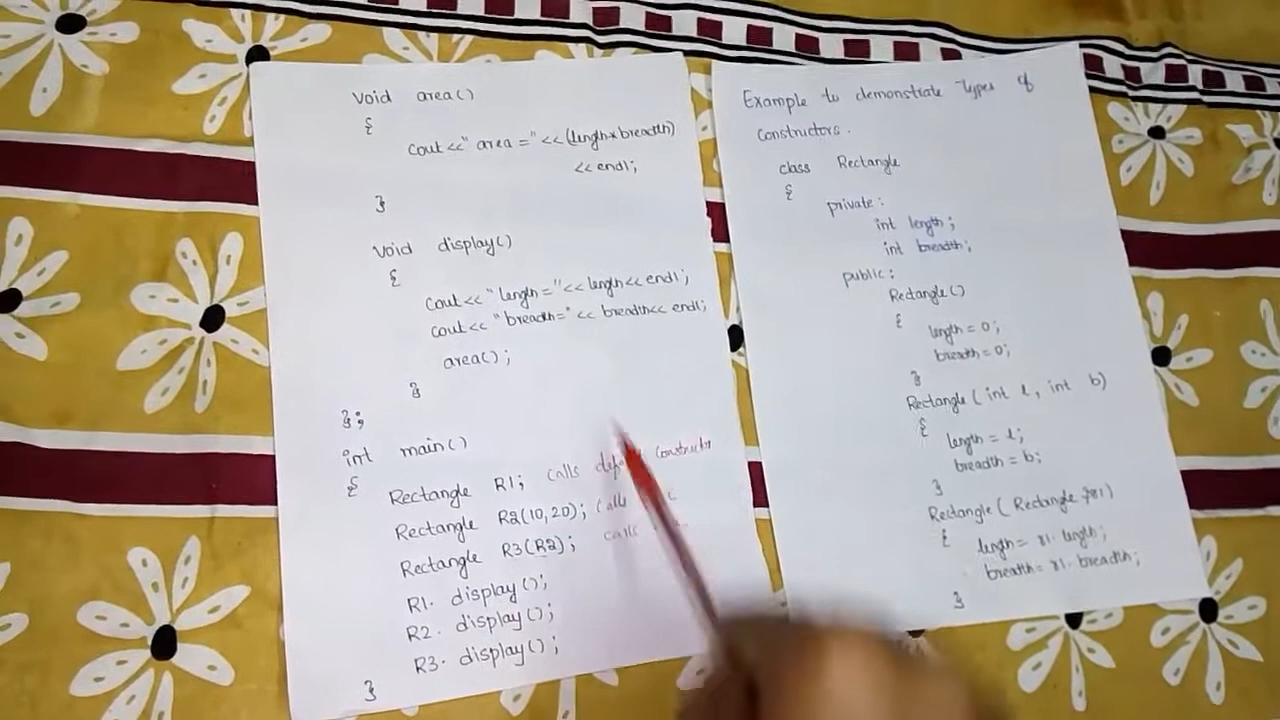 Example to demonstrate Types of
constructors.
class Rectangle
{
private:
int length;
int breadth;
public:
Rectangle()
{
length = 0;
breadth = 0;
}
Rectangle( int l, int b)
{
length = l;
breadth = b;
}
Rectangle( Rectangle &r1)
{
length = r1. length;
breadth = r1. breadth;
}
Void area()
{
cout<<" area =" <<(length*breadth)
<< endl;
}
Void display()
{
cout<< " length = "<< length<< endl;
cout<< " breadth=" << breadth<< endl;
area();
}
};
int main()
{
Rectangle R1; calls constructr
Rectangle R2(10,20); calls
Rectangle R3(R2); calls
R1. display();
R2. display();
R3. display();
}